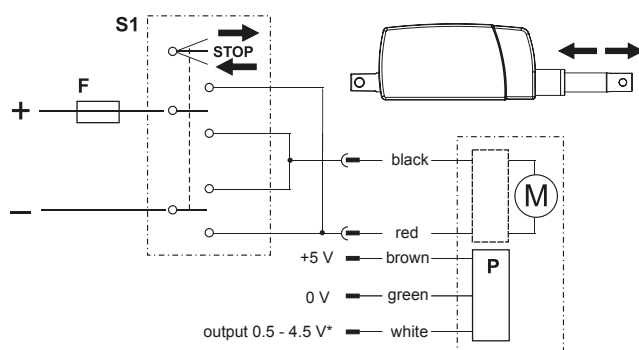 S1
STOP
F
+
–
black
M
red
+5 V
brown
P
0 V
green
output 0.5 - 4.5 V*
white